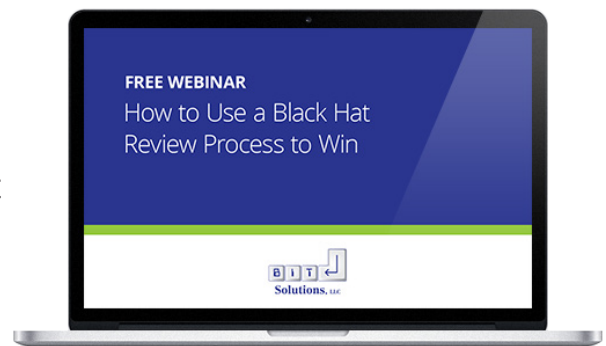 FREE WEBINAR
How to Use a Black Hat
Review Process to Win
BiT
Solutions, LLC